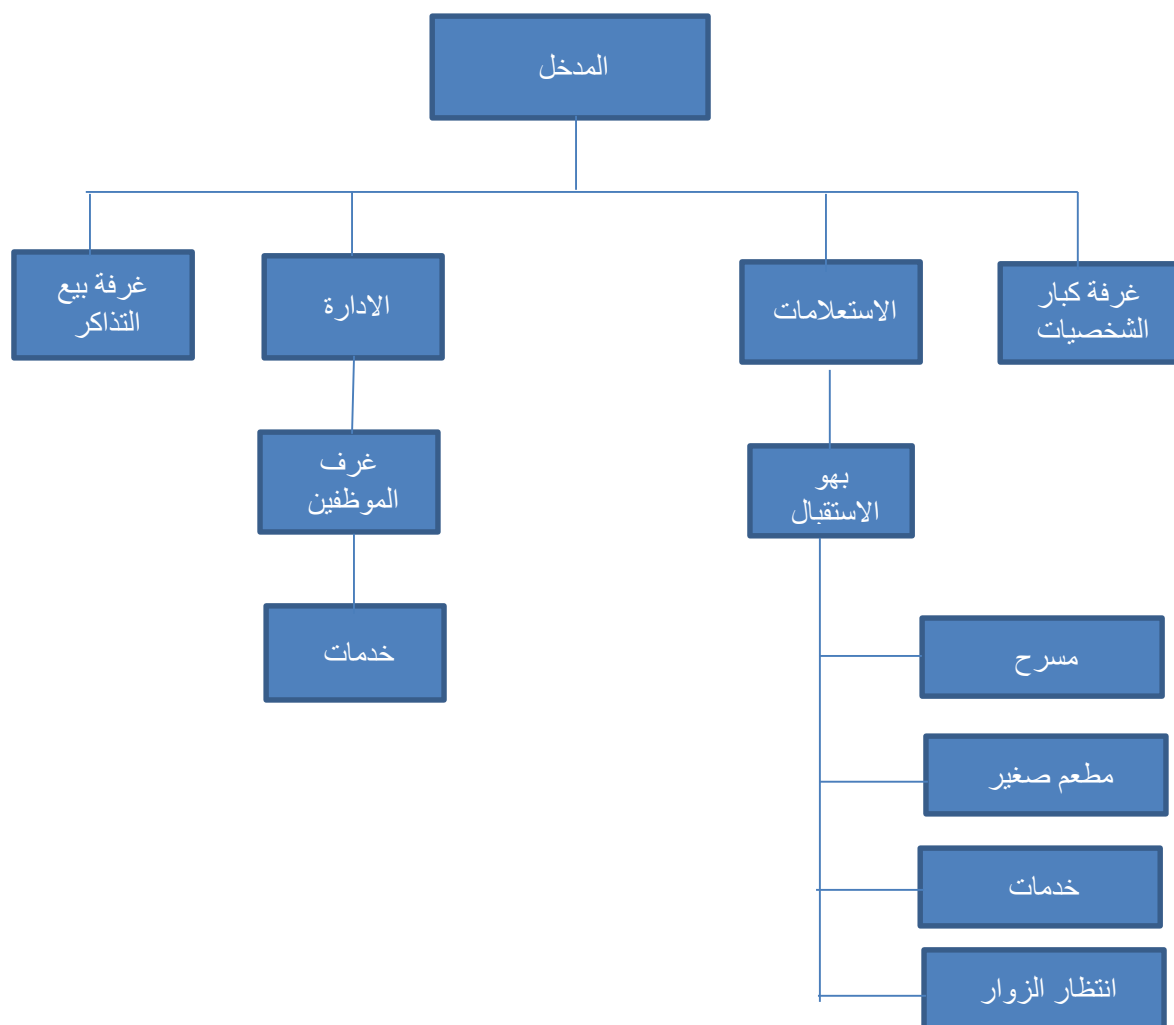 المدخل
غرفة كبار
الشخصيات
الاستعلامات
الادارة
غرفة بيع
التذاكر
بهو
الاستقبال
غرف
الموظفين
خدمات
مسرح
مطعم صغير
خدمات
انتظار الزوار